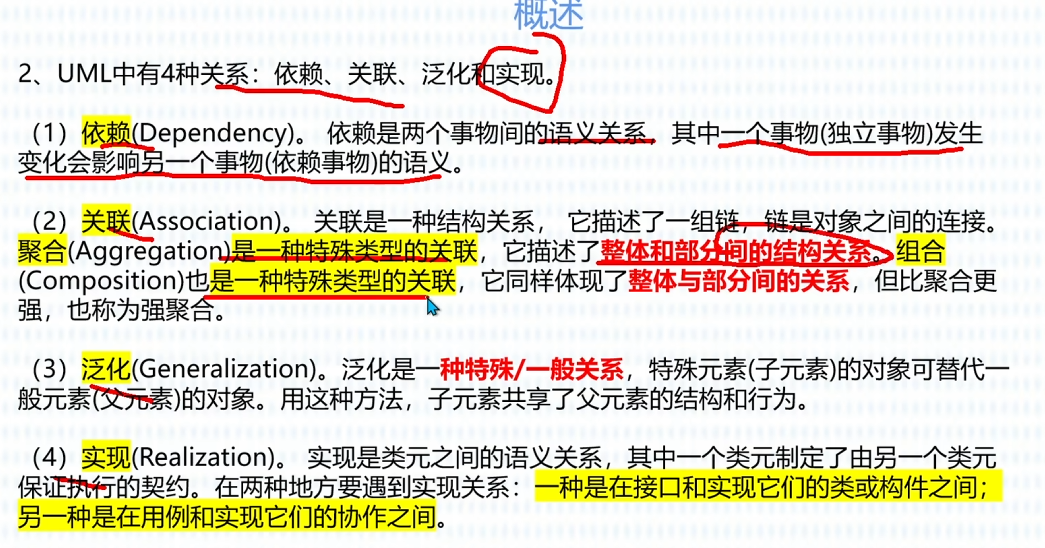 概述
2、UML中有4种关系：依赖、关联、泛化和实现。
（1）依赖(Dependency)。 依赖是两个事物间的语义关系，其中一个事物(独立事物)发生
变化会影响另一个事物(依赖事物)的语义。
（2）关联(Association)。 关联是一种结构关系， 它描述了一组链，链是对象之间的连接。
聚合(Aggregation)是一种特殊类型的关联，它描述了整体和部分间的结构关系。组合
(Composition)也是一种特殊类型的关联，它同样体现了整体与部分间的关系，但比聚合更
强，也称为强聚合。
（3）泛化(Generalization)。泛化是一种特殊/一般关系，特殊元素(子元素)的对象可替代一
般元素(父元素)的对象。用这种方法，子元素共享了父元素的结构和行为。
（4）实现(Realization)。 实现是类元之间的语义关系，其中一个类元制定了由另一个类元
保证执行的契约。在两种地方要遇到实现关系：一种是在接口和实现它们的类或构件之间；
另一种是在用例和实现它们的协作之间。